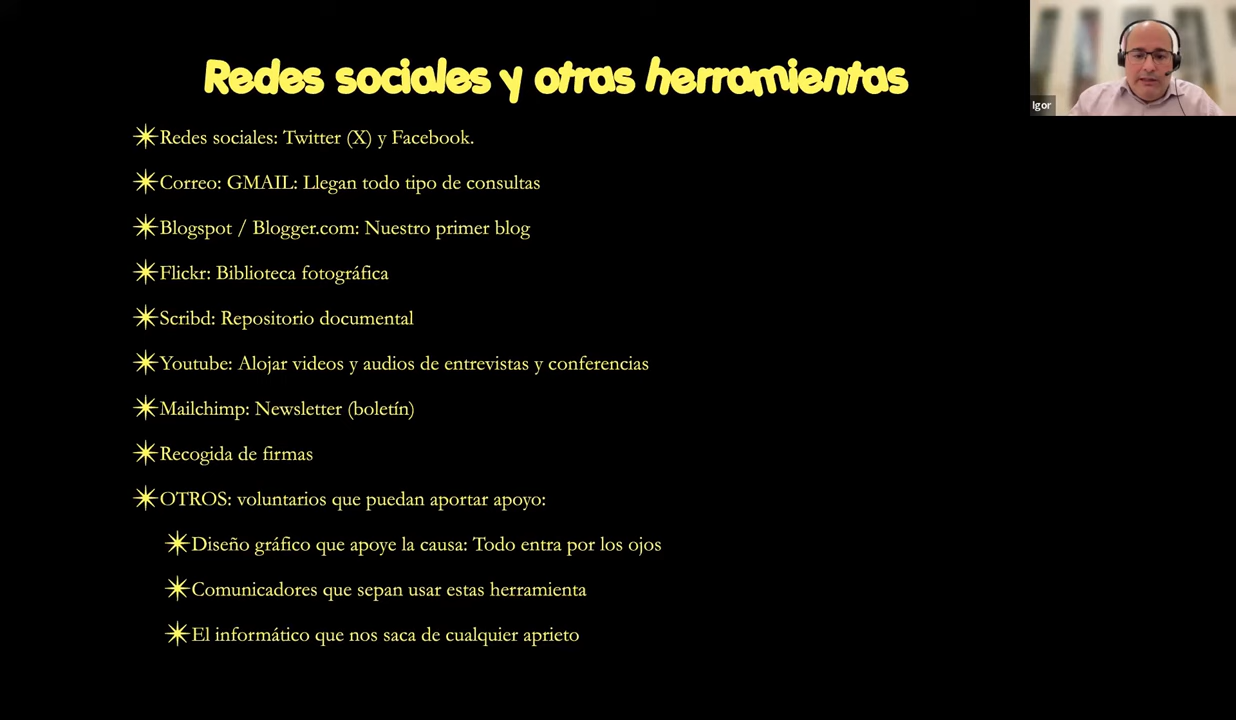 Redes sociales y otras herramientas
Igor
Redes sociales: Twitter (X) y Facebook.
Correo: GMAIL: Llegan todo tipo de consultas
Blogspot / Blogger.com: Nuestro primer blog
Flickr: Biblioteca fotográfica
Scribd: Repositorio documental
Youtube: Alojar videos y audios de entrevistas y conferencias
Mailchimp: Newsletter (boletín)
Recogida de firmas
OTROS: voluntarios que puedan aportar apoyo:
Diseño gráfico que apoye la causa: Todo entra por los ojos
Comunicadores que sepan usar estas herramienta
El informático que nos saca de cualquier aprieto